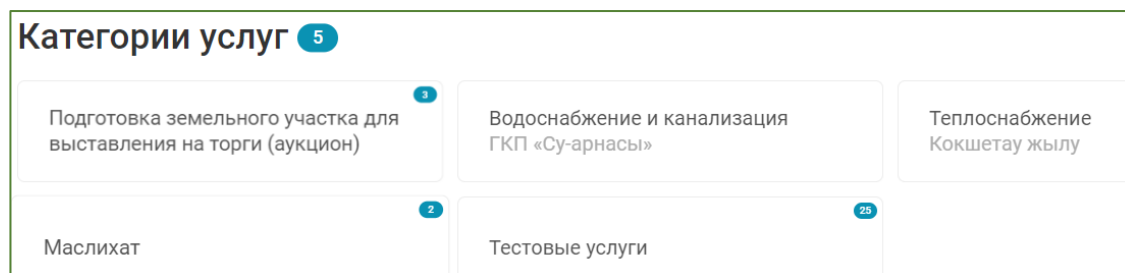 Категории услуг 5
3
Подготовка земельного участка для
выставления на торги (аукцион)
Водоснабжение и канализация
ГКП «Су-арнасы»
Теплоснабжение
Кокшетау жылу
2
Маслихат
25
Тестовые услуги